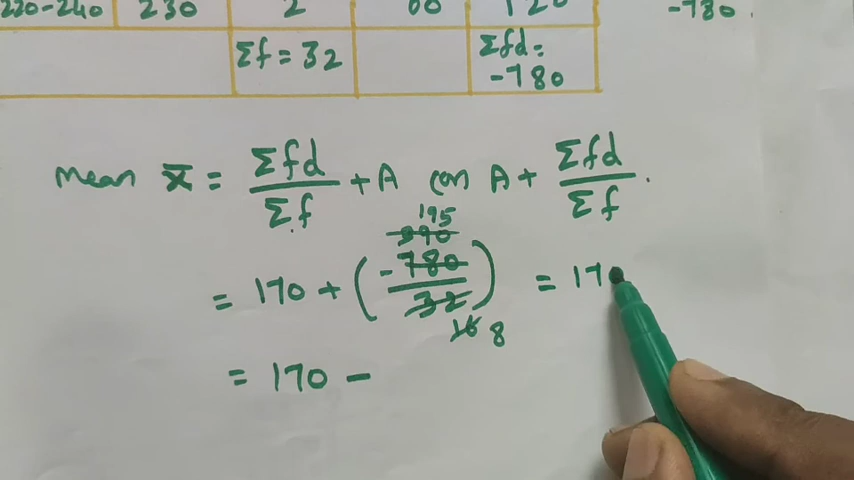 220-240 230 2 60 120 -780
Σf = 32 Σfd = -780
mean x̄ = Σfd/Σf + A (or) A + Σfd/Σf.
195
390
= 170 + (-780/32) = 17
16 8
= 170 -